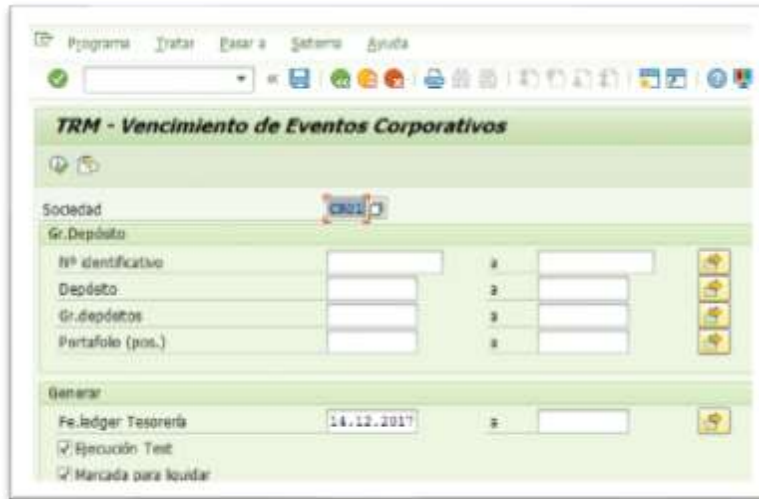 Programa Tratar Pasar a Sistema Ayuda
TRM - Vencimiento de Eventos Corporativos
Sociedad
Gr.Depósito
Nº identificativo a
Depósito a
Gr.depósitos a
Portafolio (pos.) a
Generar
Fe.ledger Tesorería 14.12.2017 a
Ejecución Test
Marcada para liquidar